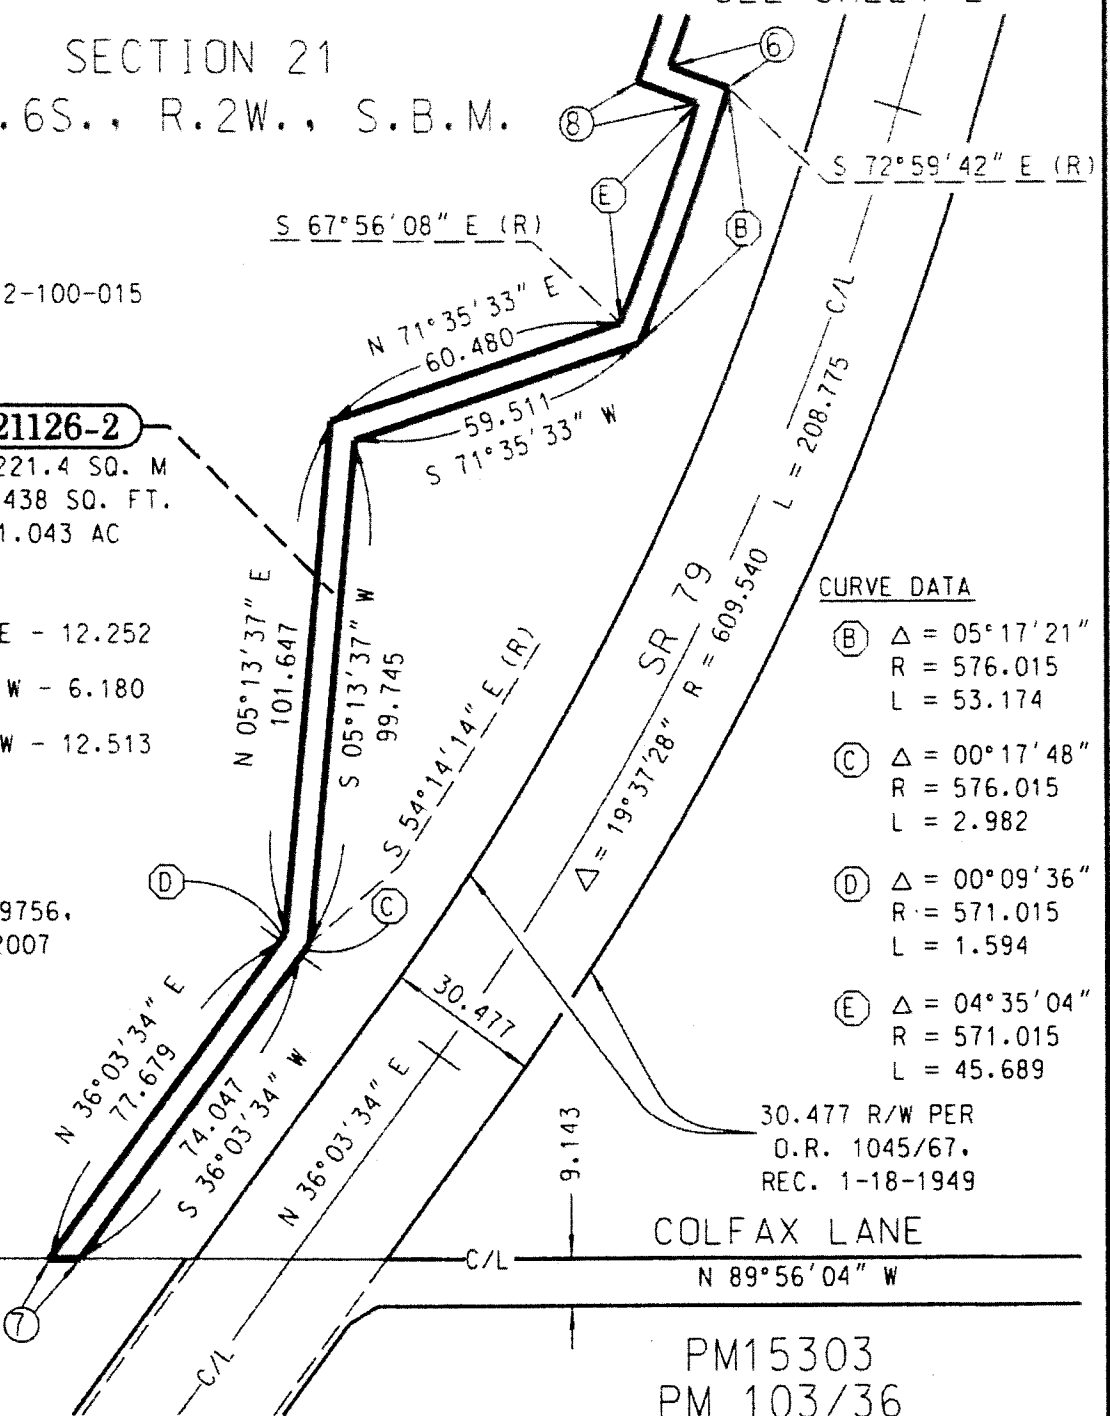 SECTION 21
.6S., R.2W., S.B.M.
6
8
S 72°59'42" E (R)
E
B
S 67°56'08" E (R)
2-100-015
N 71°35'33" E
60.480
59.511
S 71°35'33" W
21126-2
221.4 SQ. M
438 SQ. FT.
1.043 AC
C/L
L = 208.775
R = 609.540
Δ = 19°37'28"
SR 79
N 05°13'37" E
101.647
S 05°13'37" W
99.745
E - 12.252
W - 6.180
W - 12.513
S 54°14'14" E (R)
CURVE DATA
B Δ = 05°17'21"
R = 576.015
L = 53.174
C Δ = 00°17'48"
R = 576.015
L = 2.982
D Δ = 00°09'36"
R = 571.015
L = 1.594
E Δ = 04°35'04"
R = 571.015
L = 45.689
D
C
9756,
2007
N 36°03'34" E
77.679
74.047
S 36°03'34" W
30.477
N 36°03'34" E
9.143
30.477 R/W PER
O.R. 1045/67,
REC. 1-18-1949
COLFAX LANE
C/L
N 89°56'04" W
7
C/L
PM15303
PM 103/36